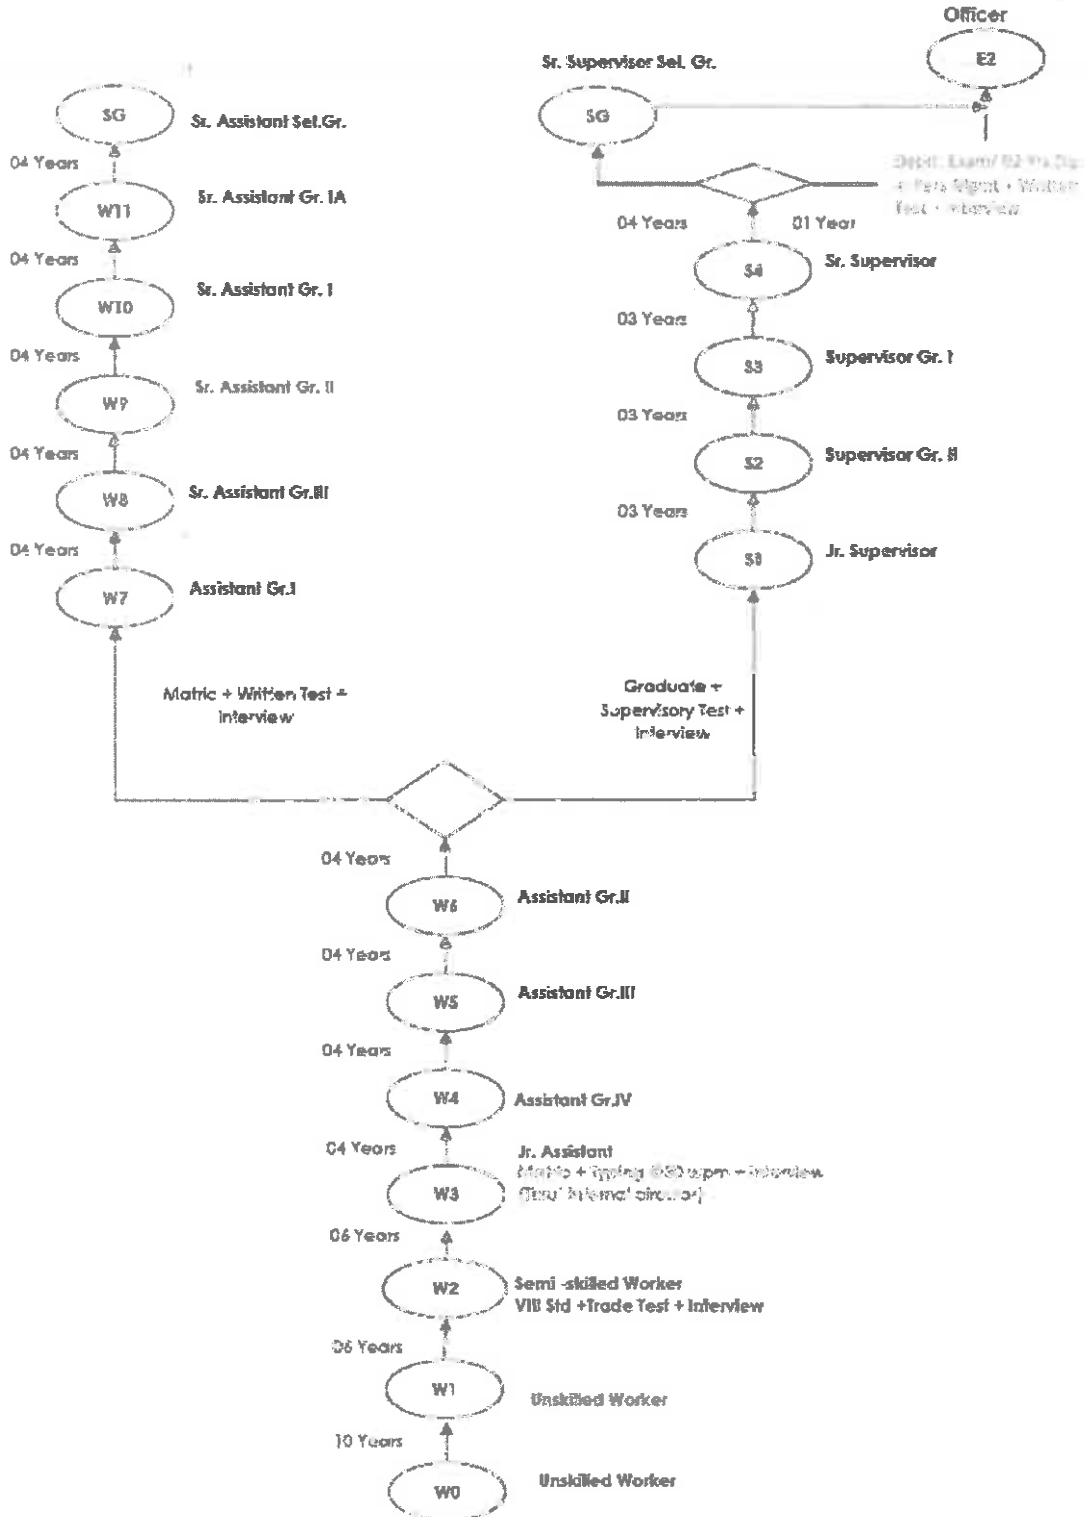 Officer
E2
Sr. Supervisor Sel. Gr.
SG
SG
Sr. Assistant Sel.Gr.
04 Years
Test + Interview
W11
Sr. Assistant Gr. IA
04 Years
01 Year
04 Years
S4
Sr. Supervisor
W10
Sr. Assistant Gr. I
03 Years
04 Years
S3
Supervisor Gr. I
W9
Sr. Assistant Gr. II
03 Years
04 Years
S2
Supervisor Gr. II
W8
Sr. Assistant Gr.III
03 Years
04 Years
S1
Jr. Supervisor
W7
Assistant Gr.I
Matric + Written Test +
Interview
Graduate +
Supervisory Test +
Interview
04 Years
W6
Assistant Gr.II
04 Years
W5
Assistant Gr.III
04 Years
W4
Assistant Gr.IV
04 Years
Jr. Assistant
Matric + Typing wpm + Interview
W3
06 Years
W2
Semi -skilled Worker
VIII Std +Trade Test + Interview
06 Years
W1
Unskilled Worker
10 Years
W0
Unskilled Worker